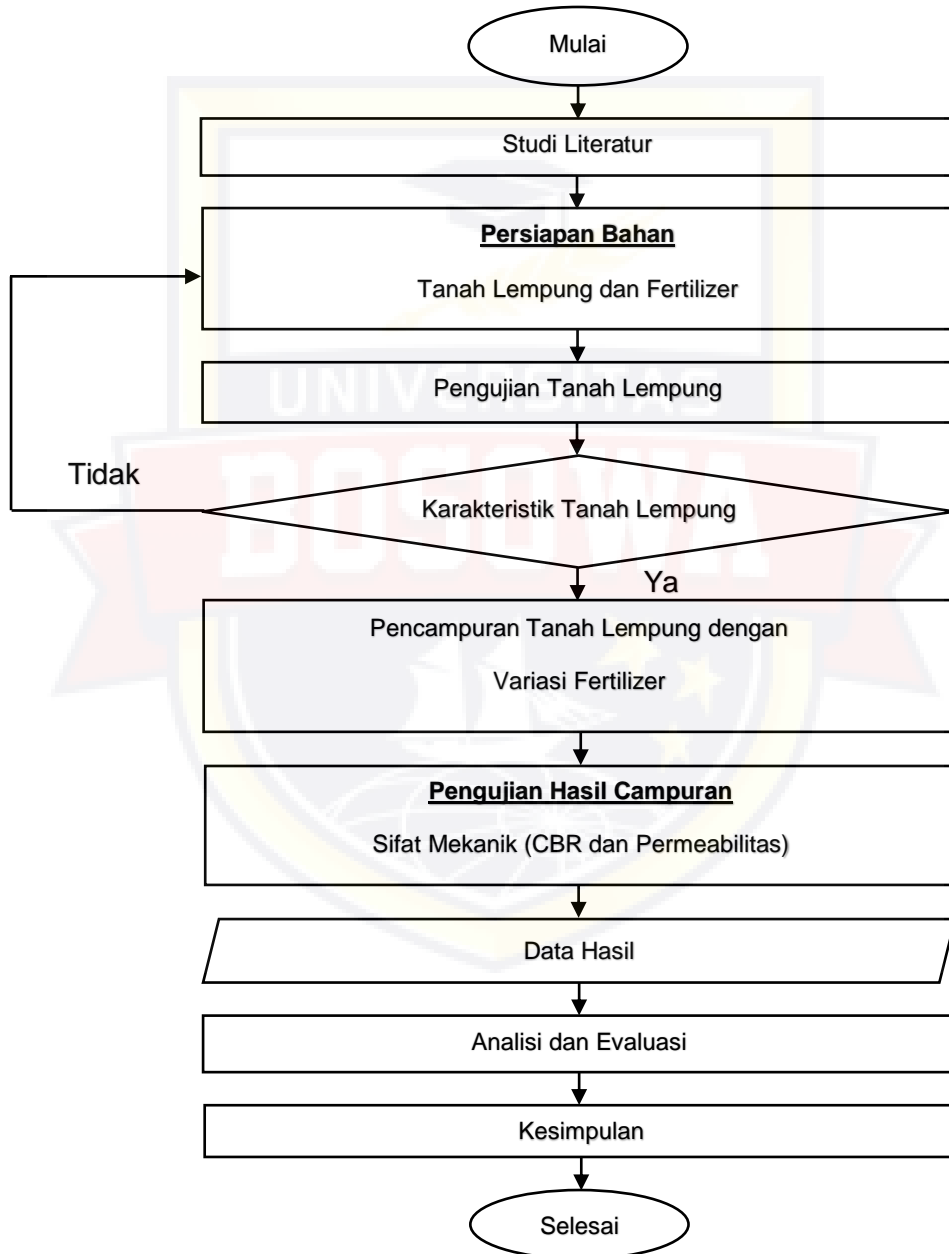 Mulai
Studi Literatur
Persiapan Bahan
Tanah Lempung dan Fertilizer
UNIVERSITAS
Pengujian Tanah Lempung
Tidak
BOSOWA
Karakteristik Tanah Lempung
Ya
Pencampuran Tanah Lempung dengan
Variasi Fertilizer
Pengujian Hasil Campuran
Sifat Mekanik (CBR dan Permeabilitas)
Data Hasil
Analisi dan Evaluasi
Kesimpulan
Selesai